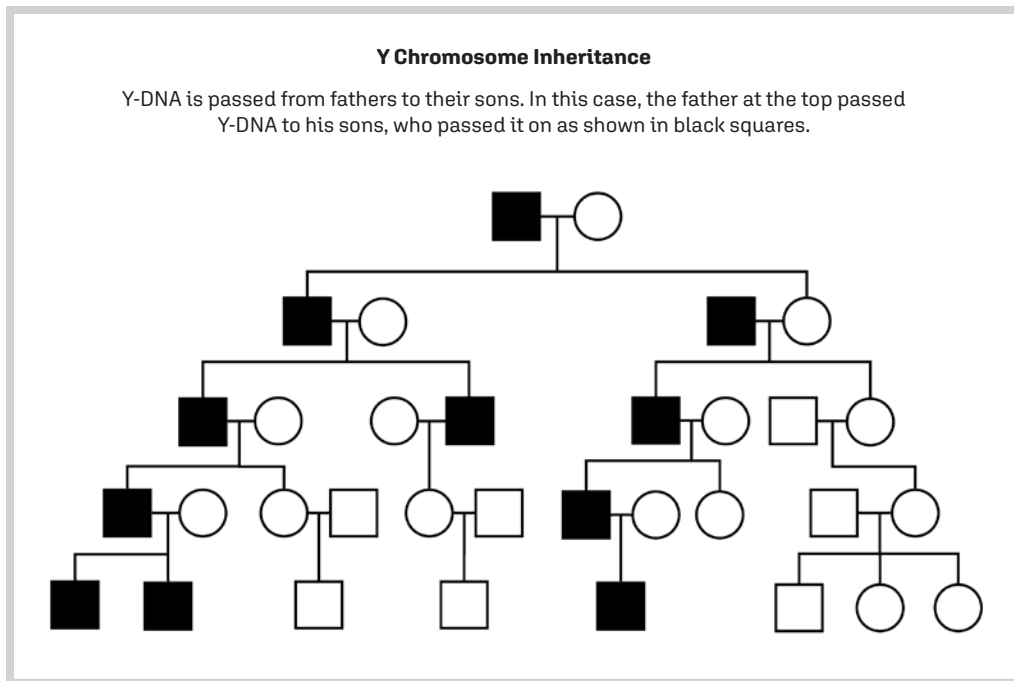 Y Chromosome Inheritance
Y-DNA is passed from fathers to their sons. In this case, the father at the top passed
Y-DNA to his sons, who passed it on as shown in black squares.